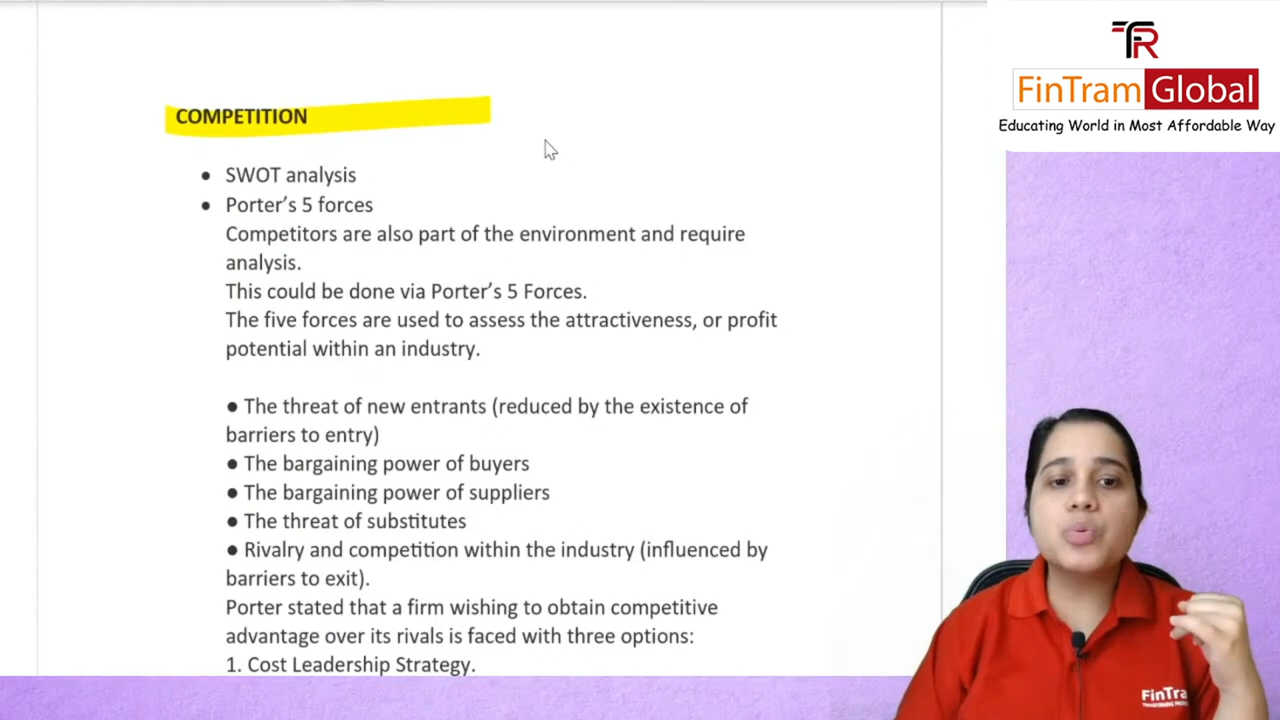 TR
FinTram Global
Educating World in Most Affordable Way
COMPETITION
• SWOT analysis
• Porter's 5 forces
Competitors are also part of the environment and require
analysis.
This could be done via Porter's 5 Forces.
The five forces are used to assess the attractiveness, or profit
potential within an industry.
● The threat of new entrants (reduced by the existence of
barriers to entry)
● The bargaining power of buyers
● The bargaining power of suppliers
● The threat of substitutes
● Rivalry and competition within the industry (influenced by
barriers to exit).
Porter stated that a firm wishing to obtain competitive
advantage over its rivals is faced with three options:
1. Cost Leadership Strategy.
FinTra